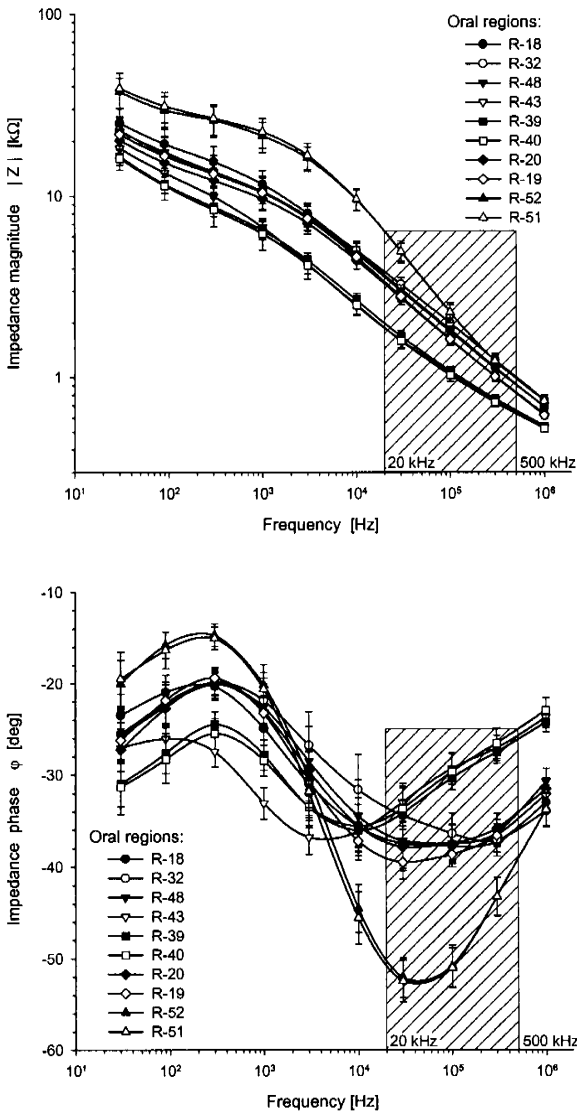 100
Oral regions:
R-18
R-32
R-48
R-43
R-39
R-40
R-20
R-19
R-52
R-51
10
1
Impedance magnitude |Z| [kΩ]
20 kHz
500 kHz
10¹
10²
10³
10⁴
10⁵
10⁶
Frequency [Hz]
-10
-20
-30
-40
-50
-60
Impedance phase φ [deg]
Oral regions:
R-18
R-32
R-48
R-43
R-39
R-40
R-20
R-19
R-52
R-51
20 kHz
500 kHz
10¹
10²
10³
10⁴
10⁵
10⁶
Frequency [Hz]